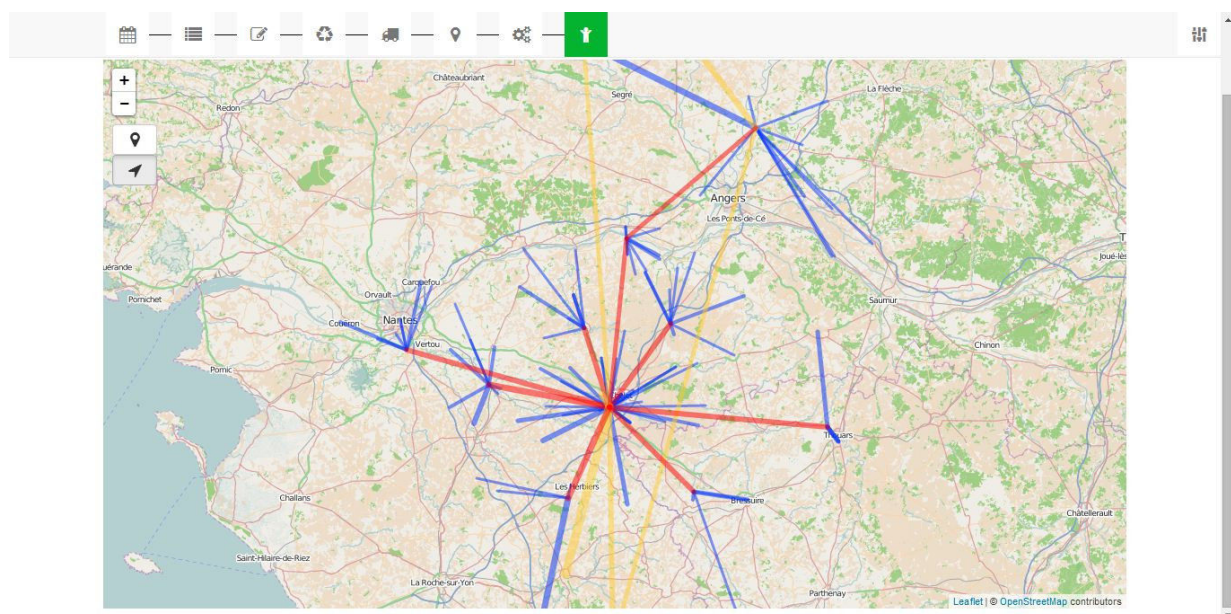 +
−
Châteaubriant
Segré
La Flèche
Redon
Angers
Les Ponts-de-Cé
Joué-lès
Carquefou
Orvault
Pornichet
Saumur
Couëron
Nantes
Vertou
Chinon
Pornic
Thouars
Les Herbiers
Bressuire
Challans
Châtellerault
Saint-Hilaire-de-Riez
La Roche-sur-Yon
Parthenay
Leaflet | © OpenStreetMap contributors